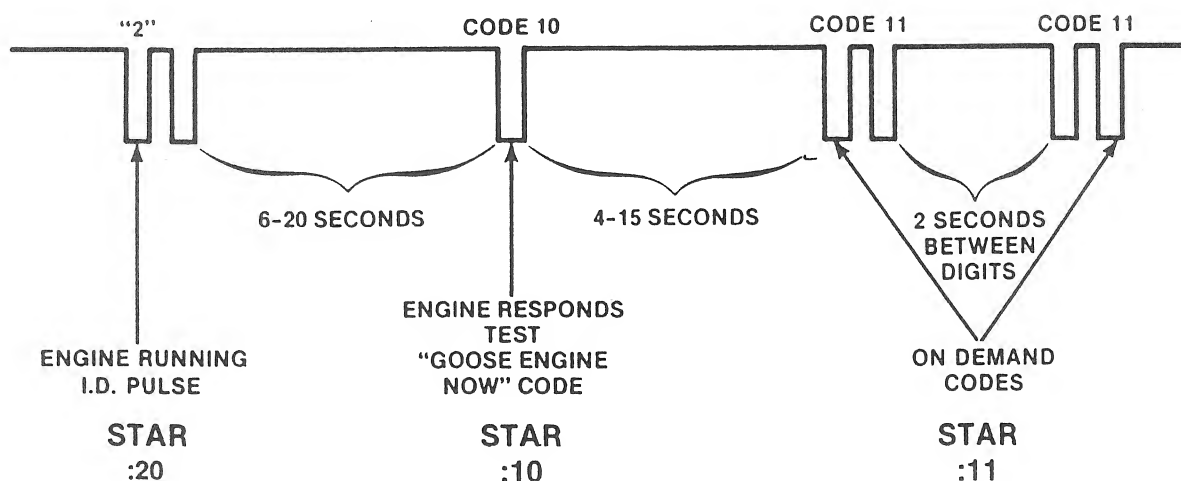 "2"
CODE 10
CODE 11
CODE 11
6-20 SECONDS
4-15 SECONDS
2 SECONDS
BETWEEN
DIGITS
ENGINE RUNNING
I.D. PULSE
ENGINE RESPONDS
TEST
"GOOSE ENGINE
NOW" CODE
ON DEMAND
CODES
STAR
:20
STAR
:10
STAR
:11